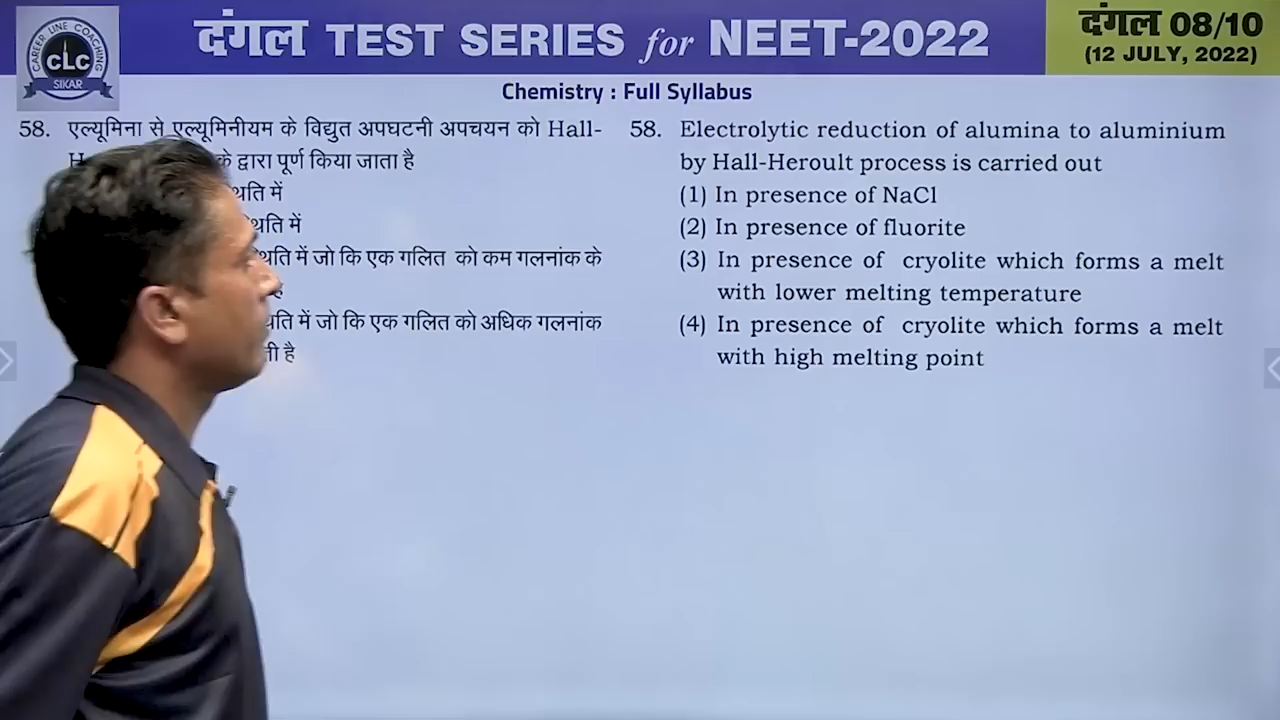 दंगल TEST SERIES for NEET-2022
दंगल 08/10
(12 JULY, 2022)
CAREER LINE COACHING
CLC
SIKAR
Chemistry : Full Syllabus
58. एल्यूमिना से एल्यूमिनीयम के विद्युत अपघटनी अपचयन को Hall-
के द्वारा पूर्ण किया जाता है
में
में
में जो कि एक गलित को कम गलनांक के
में जो कि एक गलित को अधिक गलनांक
है
58. Electrolytic reduction of alumina to aluminium
by Hall-Heroult process is carried out
(1) In presence of NaCl
(2) In presence of fluorite
(3) In presence of cryolite which forms a melt
with lower melting temperature
(4) In presence of cryolite which forms a melt
with high melting point